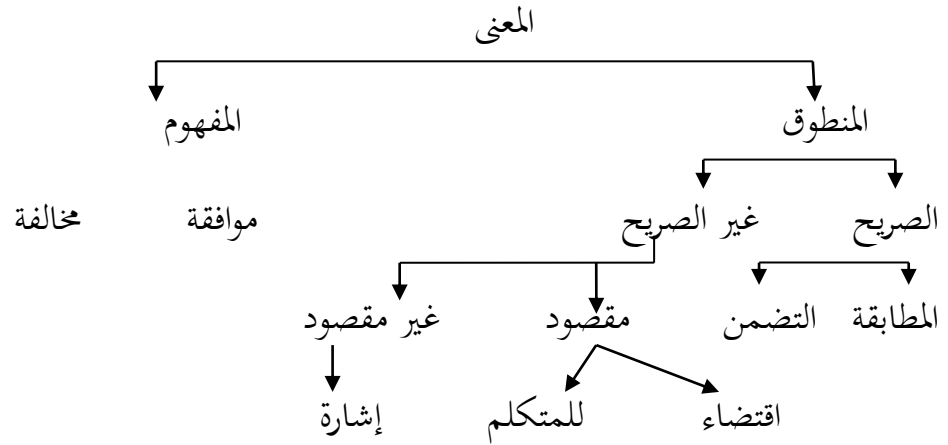 المعنى
المنطوق المفهوم
الصريح غير الصريح موافقة مخالفة
المطابقة التضمن مقصود غير مقصود
اقتضاء للمتكلم إشارة